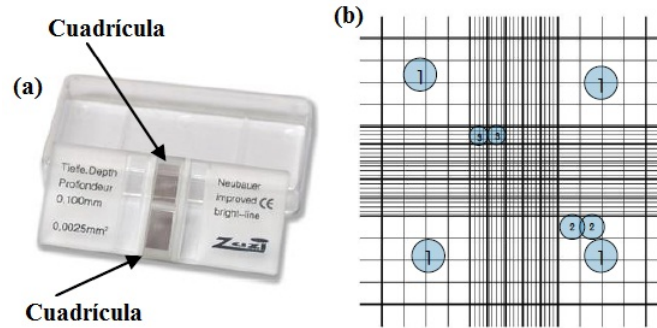 Cuadrícula
(a)
(b)
Tiefe.Depth
Profondeur
0,100mm
0,0025mm²
Neubauer
improved CE
bright-line
Zuzi
Cuadrícula
1
1
3 3
2 2
1
1